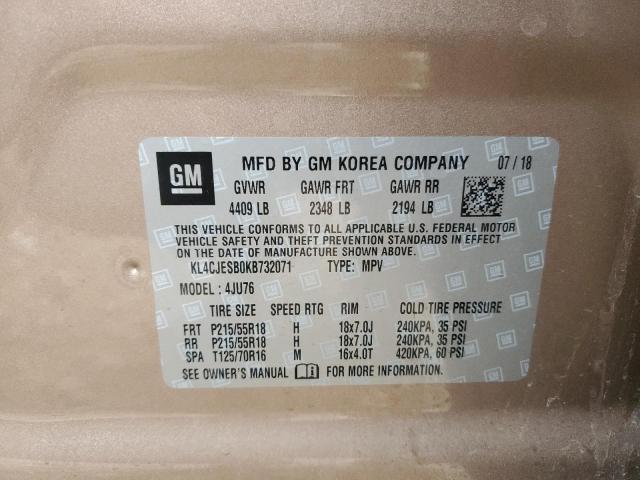 GM MFD BY GM KOREA COMPANY 07/18
GVWR GAWR FRT GAWR RR
4409 LB 2348 LB 2194 LB
THIS VEHICLE CONFORMS TO ALL APPLICABLE U.S. FEDERAL MOTOR
VEHICLE SAFETY AND THEFT PREVENTION STANDARDS IN EFFECT
ON THE DATE OF MANUFACTURE SHOWN ABOVE.
KL4CJESB0KB732071 TYPE: MPV
MODEL : 4JU76
TIRE SIZE SPEED RTG RIM COLD TIRE PRESSURE
FRT P215/55R18 H 18x7.0J 240KPA, 35 PSI
RR P215/55R18 H 18x7.0J 240KPA, 35 PSI
SPA T125/70R16 M 16x4.0T 420KPA, 60 PSI
SEE OWNER'S MANUAL FOR MORE INFORMATION.